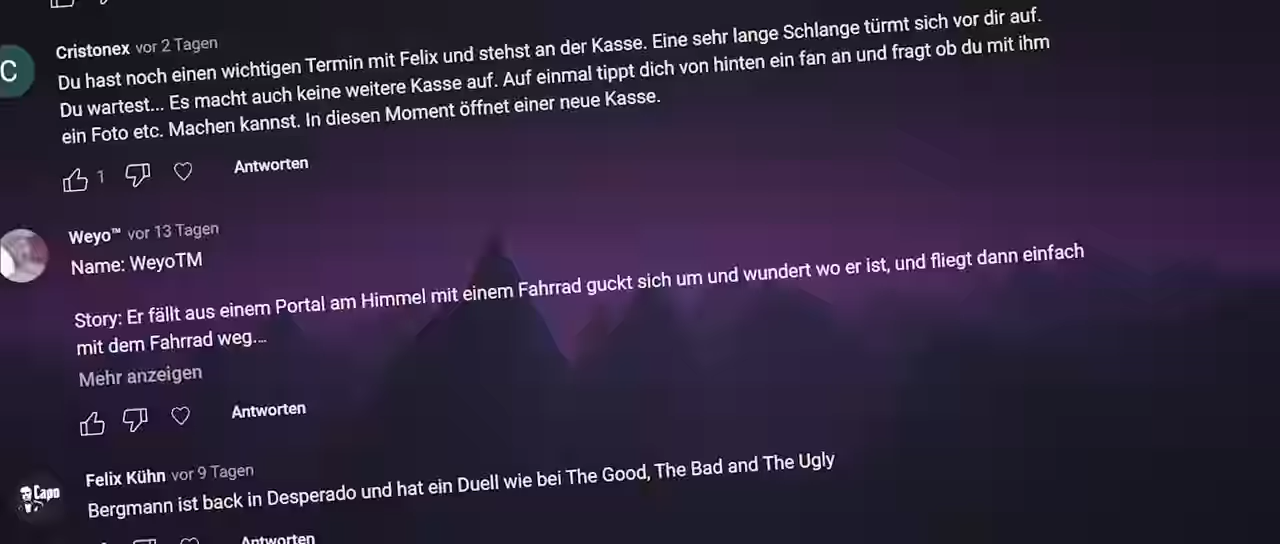 Cristonex vor 2 Tagen
Du hast noch einen wichtigen Termin mit Felix und stehst an der Kasse. Eine sehr lange Schlange türmt sich vor dir auf.
Du wartest... Es macht auch keine weitere Kasse auf. Auf einmal tippt dich von hinten ein fan an und fragt ob du mit ihm
ein Foto etc. Machen kannst. In diesen Moment öffnet einer neue Kasse.
1
Antworten
C
Weyo™ vor 13 Tagen
Name: WeyoTM
Story: Er fällt aus einem Portal am Himmel mit einem Fahrrad guckt sich um und wundert wo er ist, und fliegt dann einfach
mit dem Fahrrad weg....
Mehr anzeigen
Antworten
Capo
Felix Kühn vor 9 Tagen
Bergmann ist back in Desperado und hat ein Duell wie bei The Good, The Bad and The Ugly
Antworten